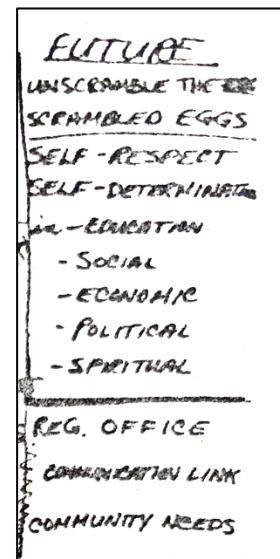 FUTURE
UNSCRAMBLE THE
SCRAMBLED EGGS
SELF-RESPECT
SELF-DETERMINATION
in - EDUCATION
- SOCIAL
- ECONOMIC
- POLITICAL
- SPIRITUAL
REG. OFFICE
COMMUNICATION LINK
COMMUNITY NEEDS